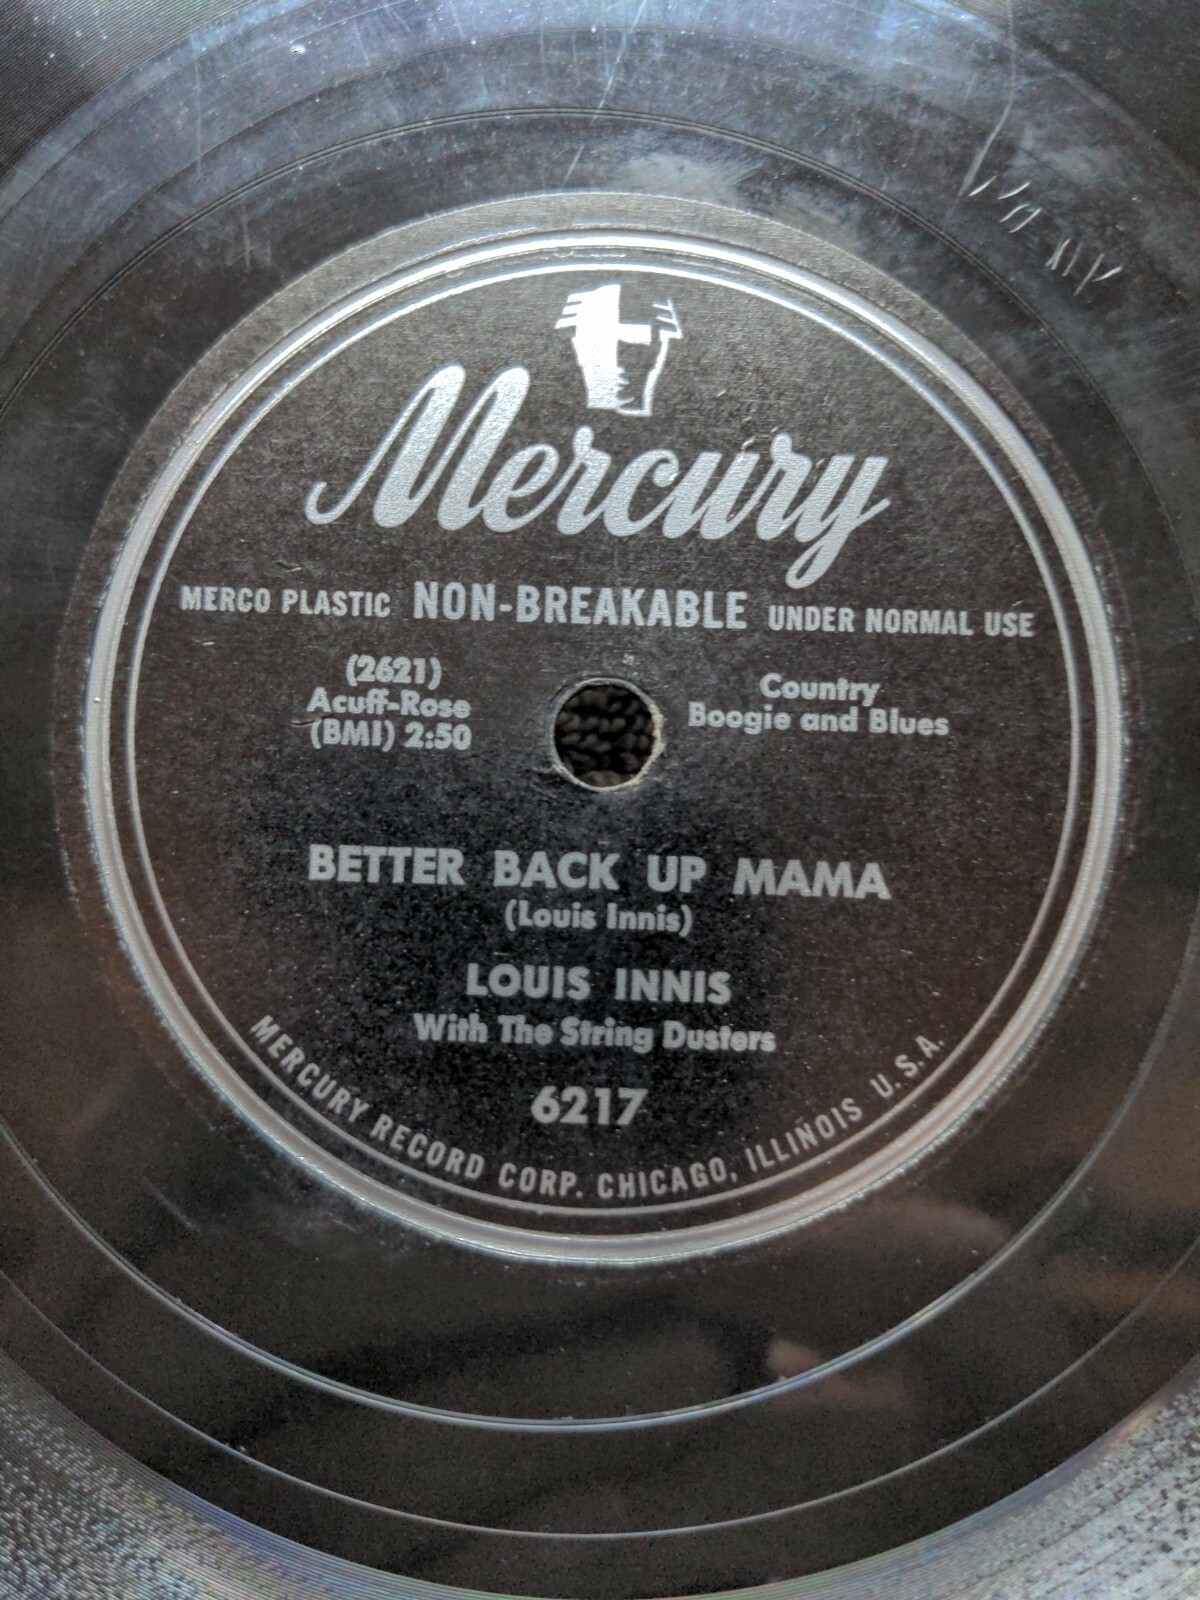 Mercury
MERCO PLASTIC NON-BREAKABLE UNDER NORMAL USE
(2621)
Acuff-Rose
(BMI) 2:50
Country
Boogie and Blues
BETTER BACK UP MAMA
(Louis Innis)
LOUIS INNIS
With The String Dusters
6217
MERCURY RECORD CORP. CHICAGO, ILLINOIS U.S.A.